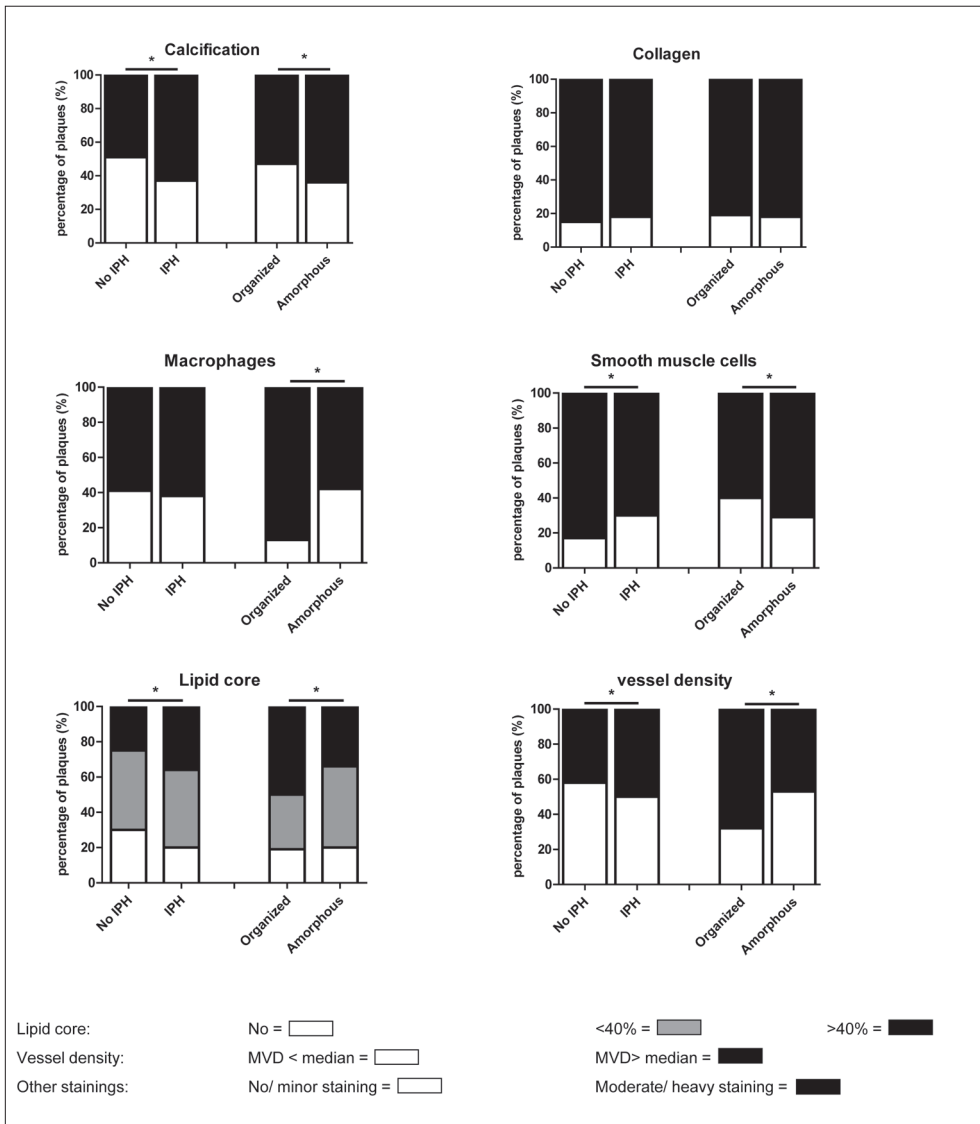 Calcification
*
*
percentage of plaques (%)
100
80
60
40
20
0
No IPH
IPH
Organized
Amorphous
Collagen
percentage of plaques (%)
100
80
60
40
20
0
No IPH
IPH
Organized
Amorphous
Macrophages
*
percentage of plaques (%)
100
80
60
40
20
0
No IPH
IPH
Organized
Amorphous
Smooth muscle cells
*
*
percentage of plaques (%)
100
80
60
40
20
0
No IPH
IPH
Organized
Amorphous
Lipid core
*
*
percentage of plaques (%)
100
80
60
40
20
0
No IPH
IPH
Organized
Amorphous
vessel density
*
*
percentage of plaques (%)
100
80
60
40
20
0
No IPH
IPH
Organized
Amorphous
Lipid core: No = <40% = >40% =
Vessel density: MVD < median = MVD> median =
Other stainings: No/ minor staining = Moderate/ heavy staining =